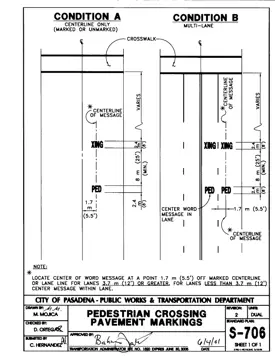 CONDITION A
CENTERLINE ONLY
(MARKED OR UNMARKED)
CONDITION B
MULTI-LANE
CROSSWALK
VARIES
VARIES
*
CENTERLINE
OF MESSAGE
*
CENTERLINE
OF MESSAGE
XING
XING
XING
2.4 m
(8')
8 m
(25')
(MIN.)
PED
PED
PED
1.7
m
(5.5')
CENTER WORD
MESSAGE IN
LANE
1.7 m
(5.5')
*
CENTERLINE
OF MESSAGE
NOTE:
*
LOCATE CENTER OF WORD MESSAGE AT A POINT 1.7 m (5.5') OFF MARKED CENTERLINE
OR LANE LINE FOR LANES 3.7 m (12') OR GREATER. FOR LANES LESS THAN 3.7 m (12')
CENTER MESSAGE WITHIN LANE.
CITY OF PASADENA - PUBLIC WORKS & TRANSPORTATION DEPARTMENT
DRAWN BY:
M. MOJICA
CHECKED BY:
D. ORTEGA
SUBMITTED BY
C. HERNANDEZ
PEDESTRIAN CROSSING
PAVEMENT MARKINGS
APPROVED BY:
6/4/01
TRANSPORTATION ADMINISTRATOR
REVISION
2
UNITS
DUAL
STANDARD PLAN
S-706
SHEET 1 OF 1